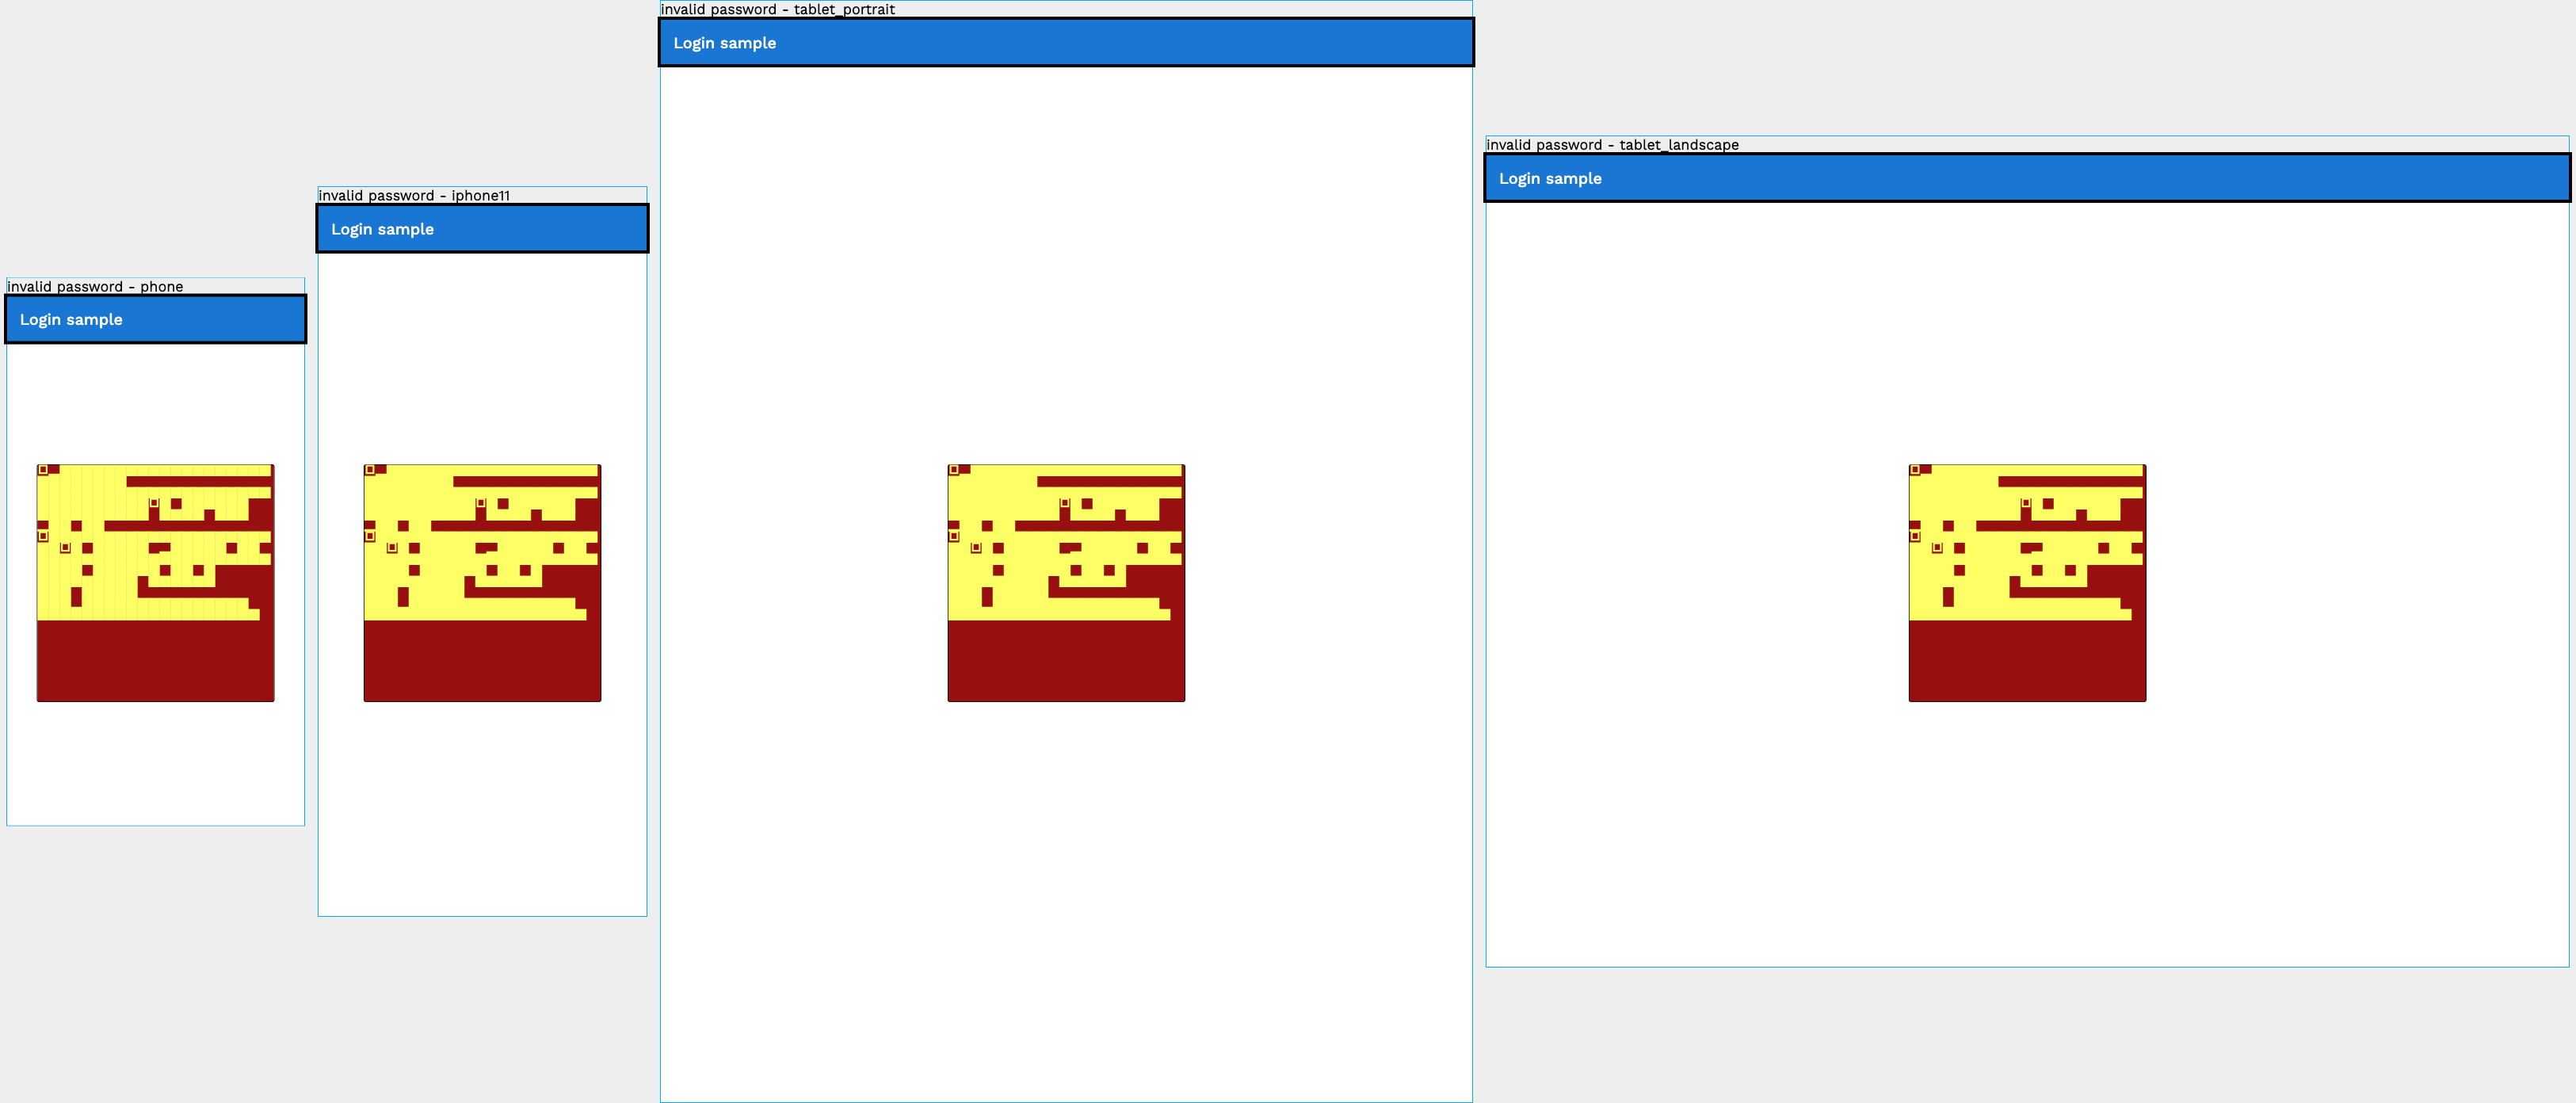 invalid password - phone
Login sample
invalid password - iphone11
Login sample
invalid password - tablet_portrait
Login sample
invalid password - tablet_landscape
Login sample